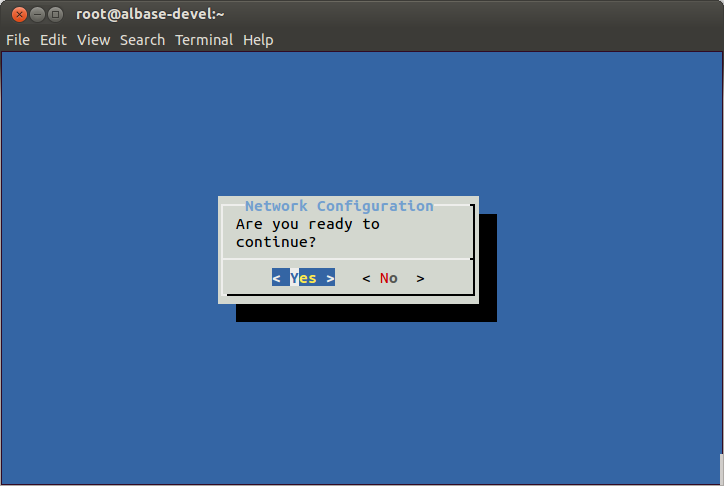 root@albase-devel:~
File Edit View Search Terminal Help
Network Configuration
Are you ready to
continue?
< Yes > < No >